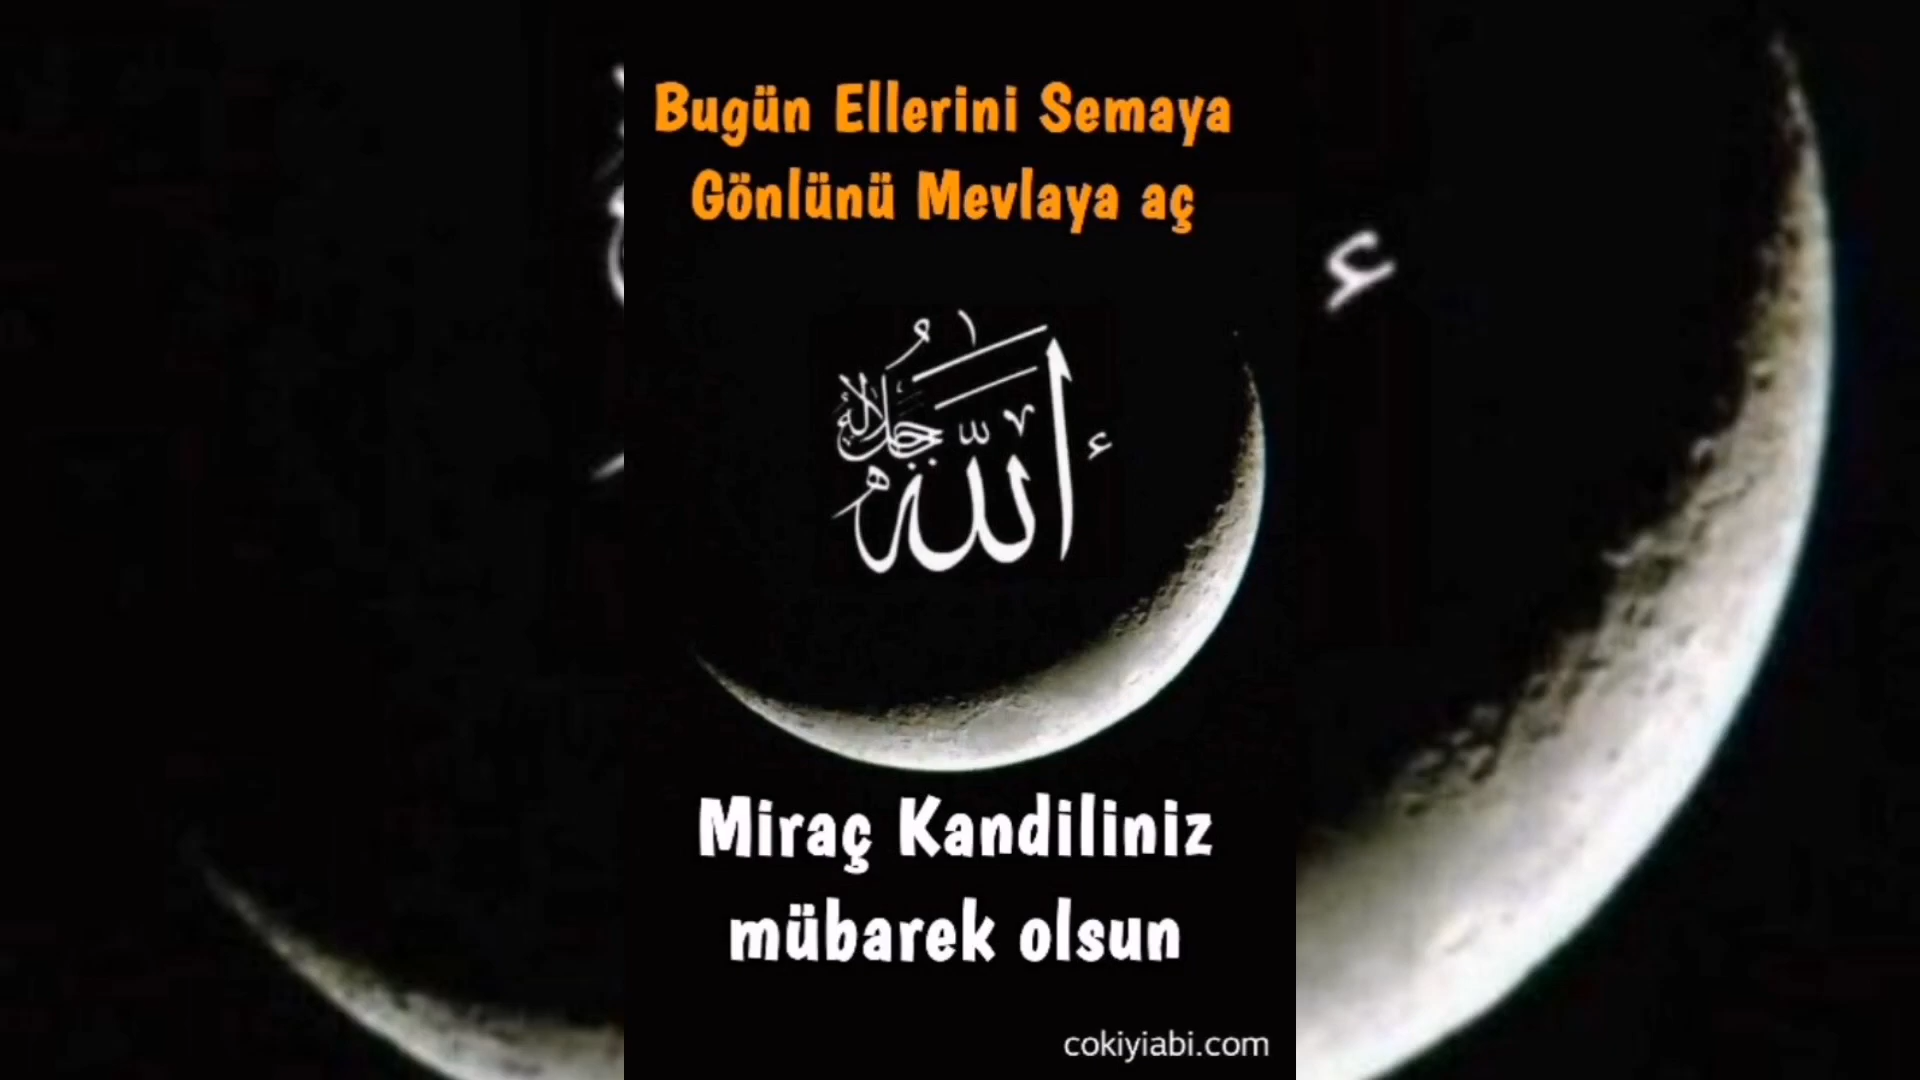 Bugün Ellerini Semaya
Gönlünü Mevlaya aç
الله
جل جلاله
Miraç Kandiliniz
mübarek olsun
cokiyiabi.com